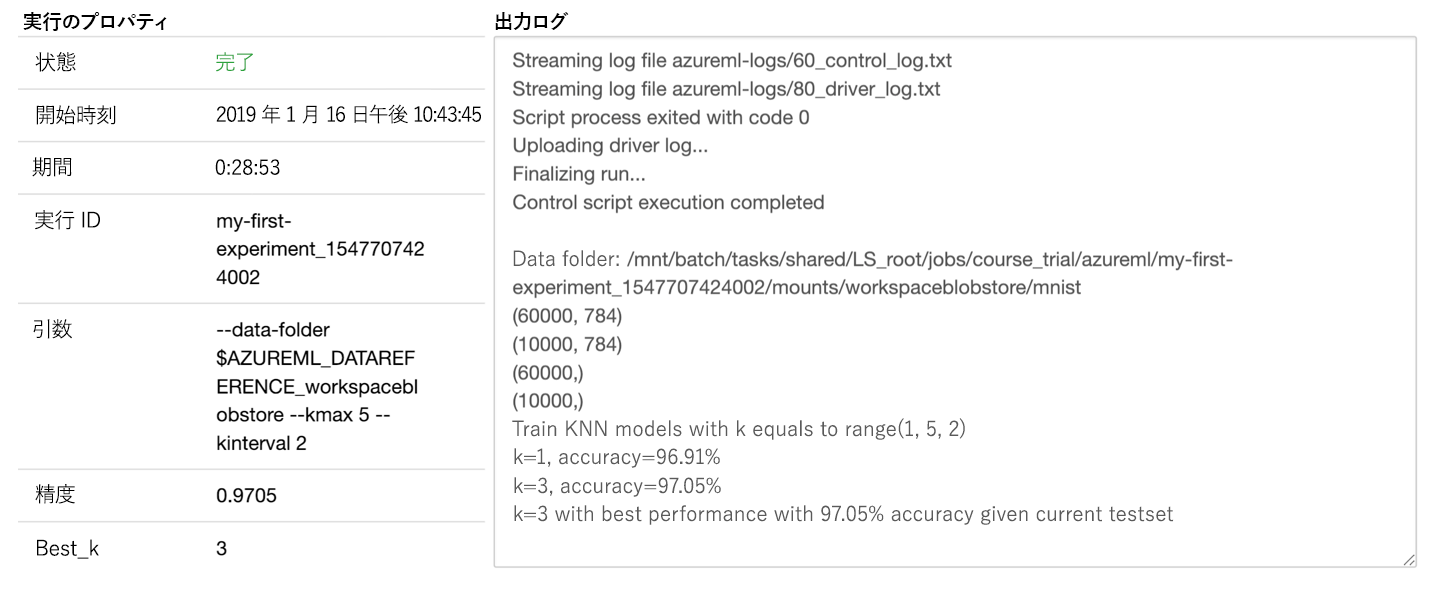 実行のプロパティ
状態 完了
開始時刻 2019 年 1 月 16 日午後 10:43:45
期間 0:28:53
実行 ID my-first-
experiment_154770742
4002
引数 --data-folder
$AZUREML_DATAREF
ERENCE_workspacebl
obstore --kmax 5 --
kinterval 2
精度 0.9705
Best_k 3
出力ログ
Streaming log file azureml-logs/60_control_log.txt
Streaming log file azureml-logs/80_driver_log.txt
Script process exited with code 0
Uploading driver log...
Finalizing run...
Control script execution completed
Data folder: /mnt/batch/tasks/shared/LS_root/jobs/course_trial/azureml/my-first-
experiment_1547707424002/mounts/workspaceblobstore/mnist
(60000, 784)
(10000, 784)
(60000,)
(10000,)
Train KNN models with k equals to range(1, 5, 2)
k=1, accuracy=96.91%
k=3, accuracy=97.05%
k=3 with best performance with 97.05% accuracy given current testset